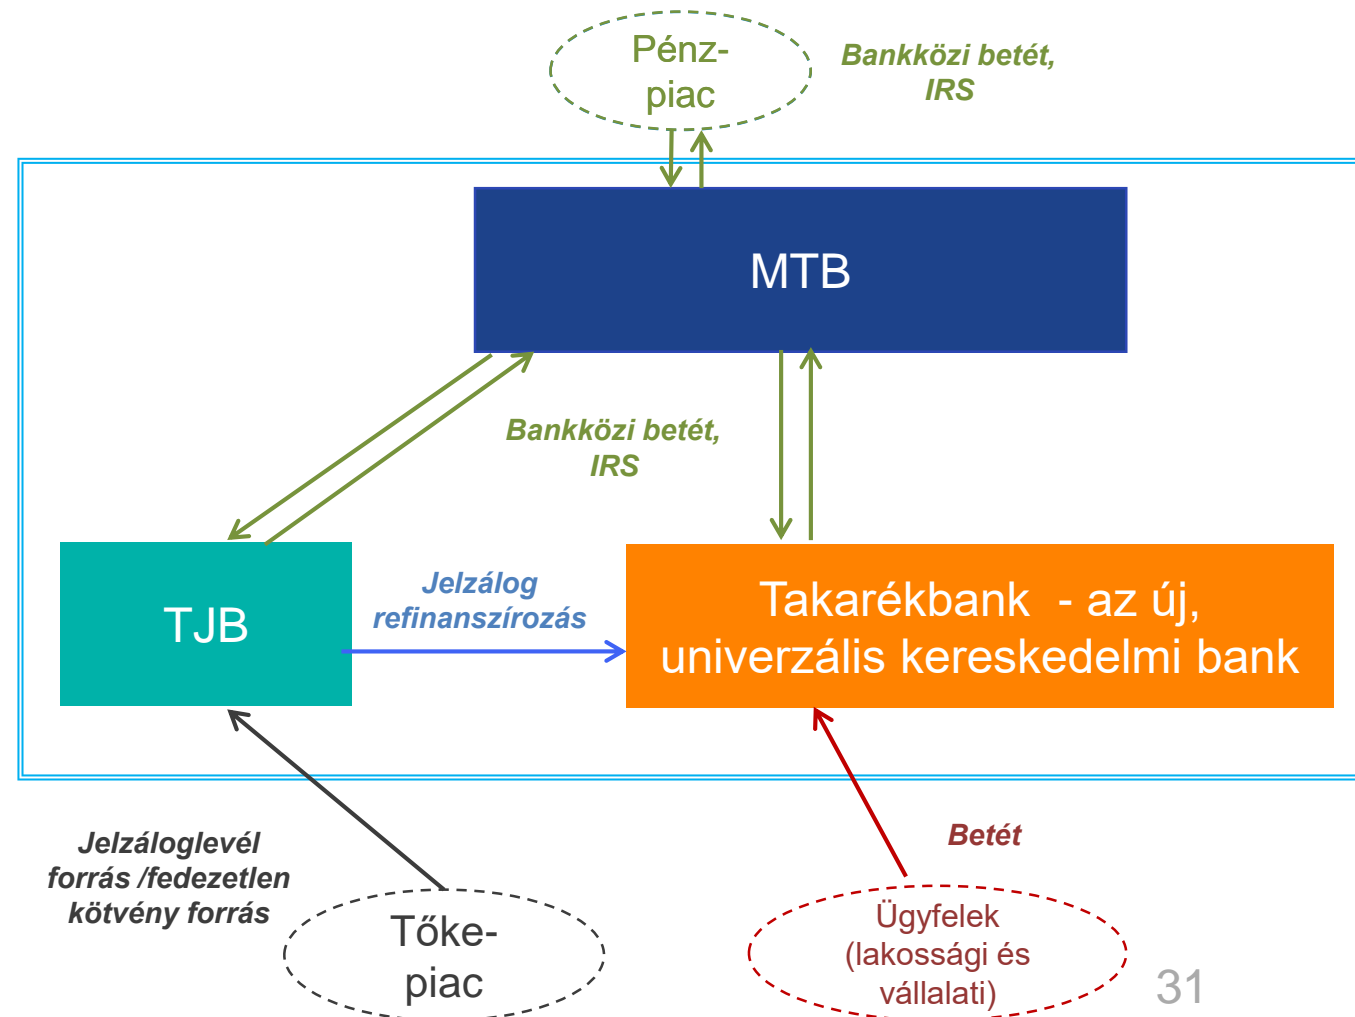 Pénz-
piac
Bankközi betét,
IRS
MTB
Bankközi betét,
IRS
TJB
Jelzálog
refinanszírozás
Takarékbank - az új,
univerzális kereskedelmi bank
Jelzáloglevél
forrás /fedezetlen
kötvény forrás
Betét
Tőke-
piac
Ügyfelek
(lakossági és
vállalati)
31